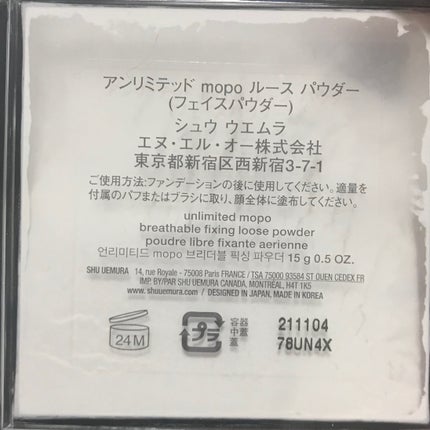 アンリミテッド mopo ルース パウダー
(フェイスパウダー)
シュウ ウエムラ
エヌ・エル・オー株式会社
東京都新宿区西新宿3-7-1
ご使用方法:ファンデーションの後に使用してください。適量を
付属のパフまたはブラシに取り、顔全体に塗布してください。
unlimited mopo
breathable fixing loose powder
poudre libre fixante aerienne
언리미티드 mopo 브리더블 픽싱 파우더 15 g 0.5 OZ.
SHU UEMURA 14, rue Royale - 75008 Paris FRANCE / TSA 75000 93584 ST OUEN CEDEX FR
IMP. BY/PAR SHU UEMURA CANADA, MONTRÉAL, H4T 1K5
www.shuuemura.com / DESIGNED IN JAPAN, MADE IN KOREA
24M
プラ
容器
中蓋
蓋
211104
78UN4X